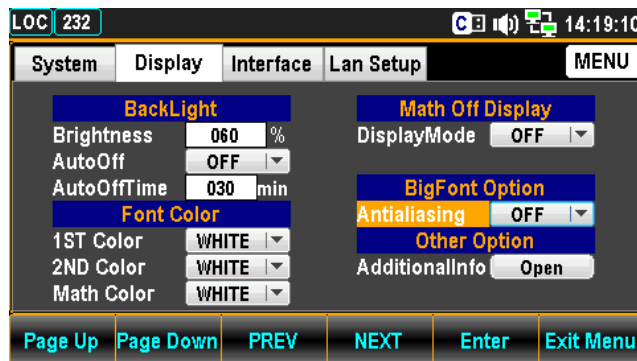 LOC 232 C 14:19:10
System Display Interface Lan Setup MENU
BackLight
Brightness 060 %
AutoOff OFF
AutoOffTime 030 min
Font Color
1ST Color WHITE
2ND Color WHITE
Math Color WHITE
Math Off Display
DisplayMode OFF
BigFont Option
Antialiasing OFF
Other Option
AdditionalInfo Open
Page Up Page Down PREV NEXT Enter Exit Menu